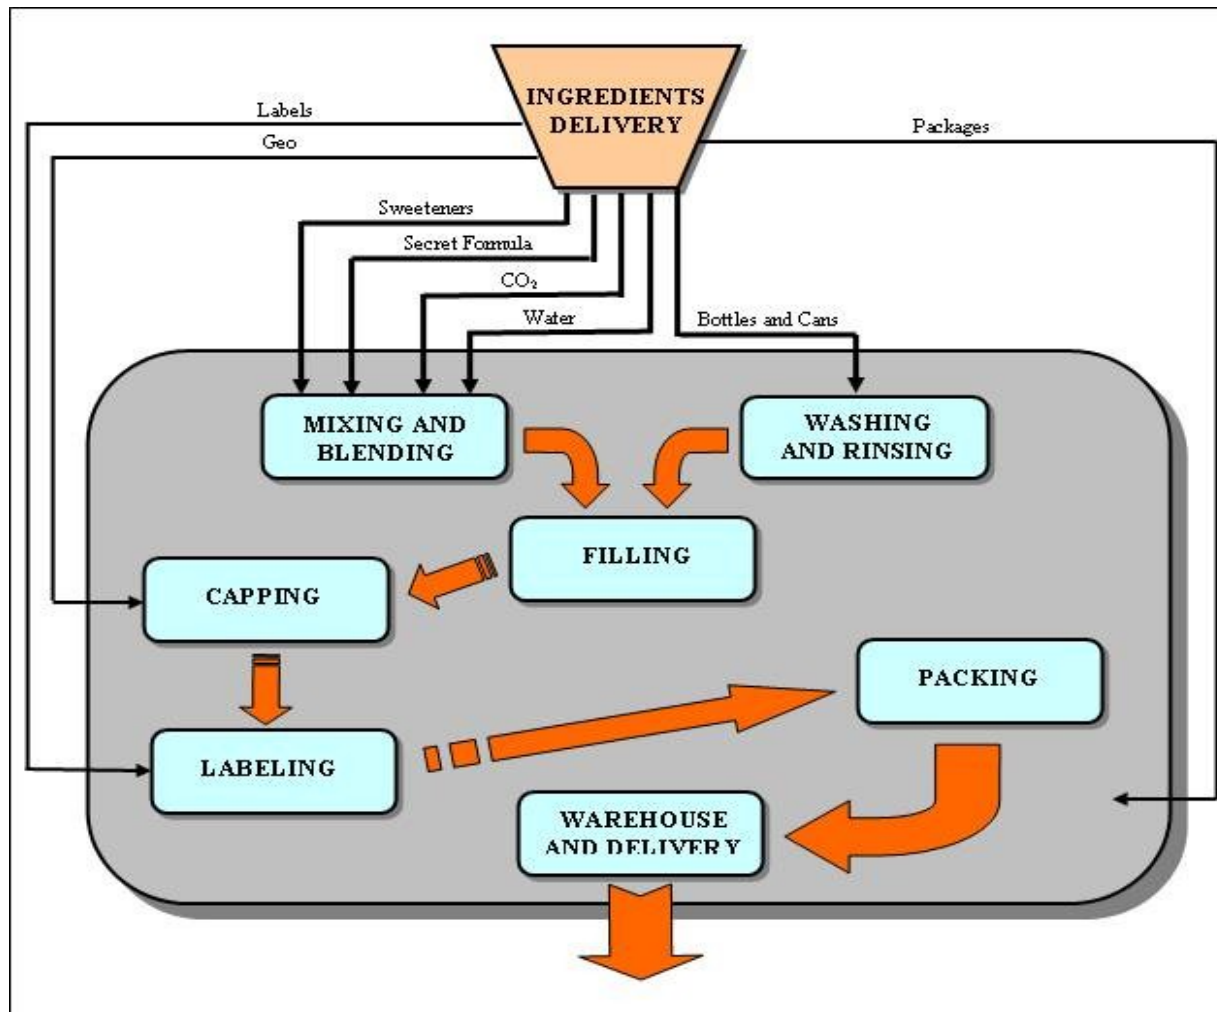 INGREDIENTS
DELIVERY
Labels
Packages
Geo
Sweeteners
Secret Formula
CO₂
Water
Bottles and Cans
MIXING AND
BLENDING
WASHING
AND RINSING
FILLING
CAPPING
PACKING
LABELING
WAREHOUSE
AND DELIVERY